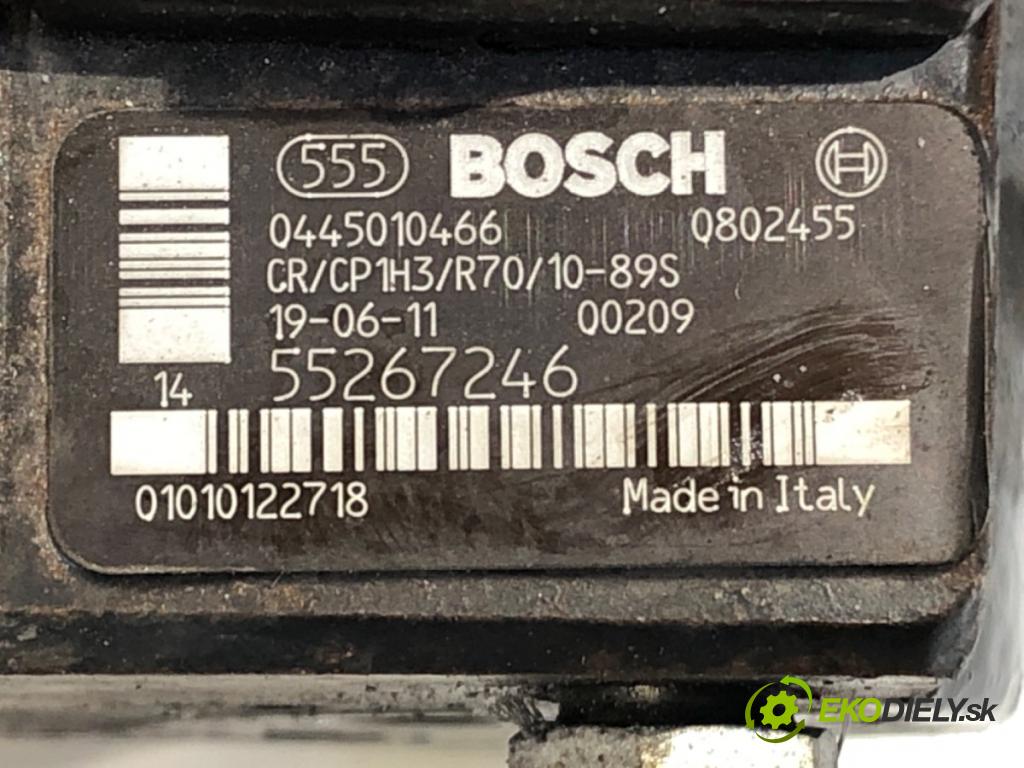 555 BOSCH
0445010466 0802455
CR/CP1H3/R70/10-89S
19-06-11 00209
14 55267246
01010122718 Made in Italy
EKODIELY.sk